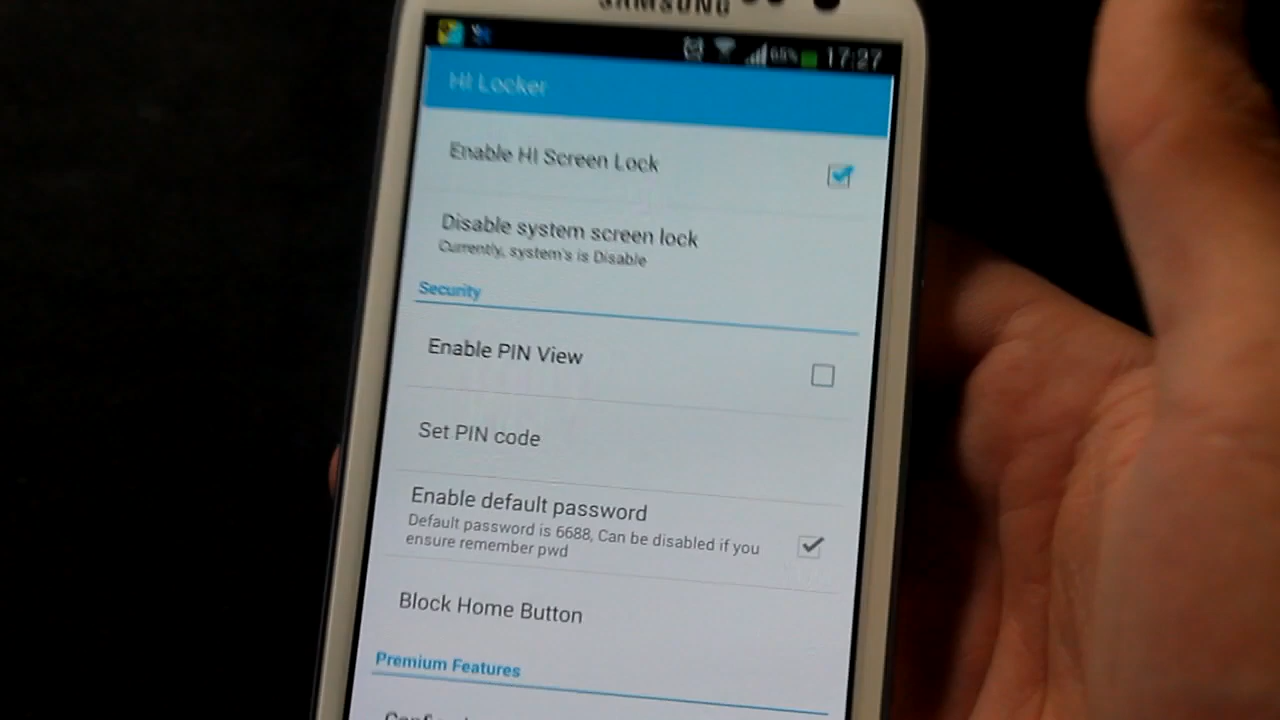 SAMSUNG
65% 17:27
HI Locker
Enable HI Screen Lock
Disable system screen lock
Currently, system's is Disable
Security
Enable PIN View
Set PIN code
Enable default password
Default password is 6688, Can be disabled if you
ensure remember pwd
Block Home Button
Premium Features